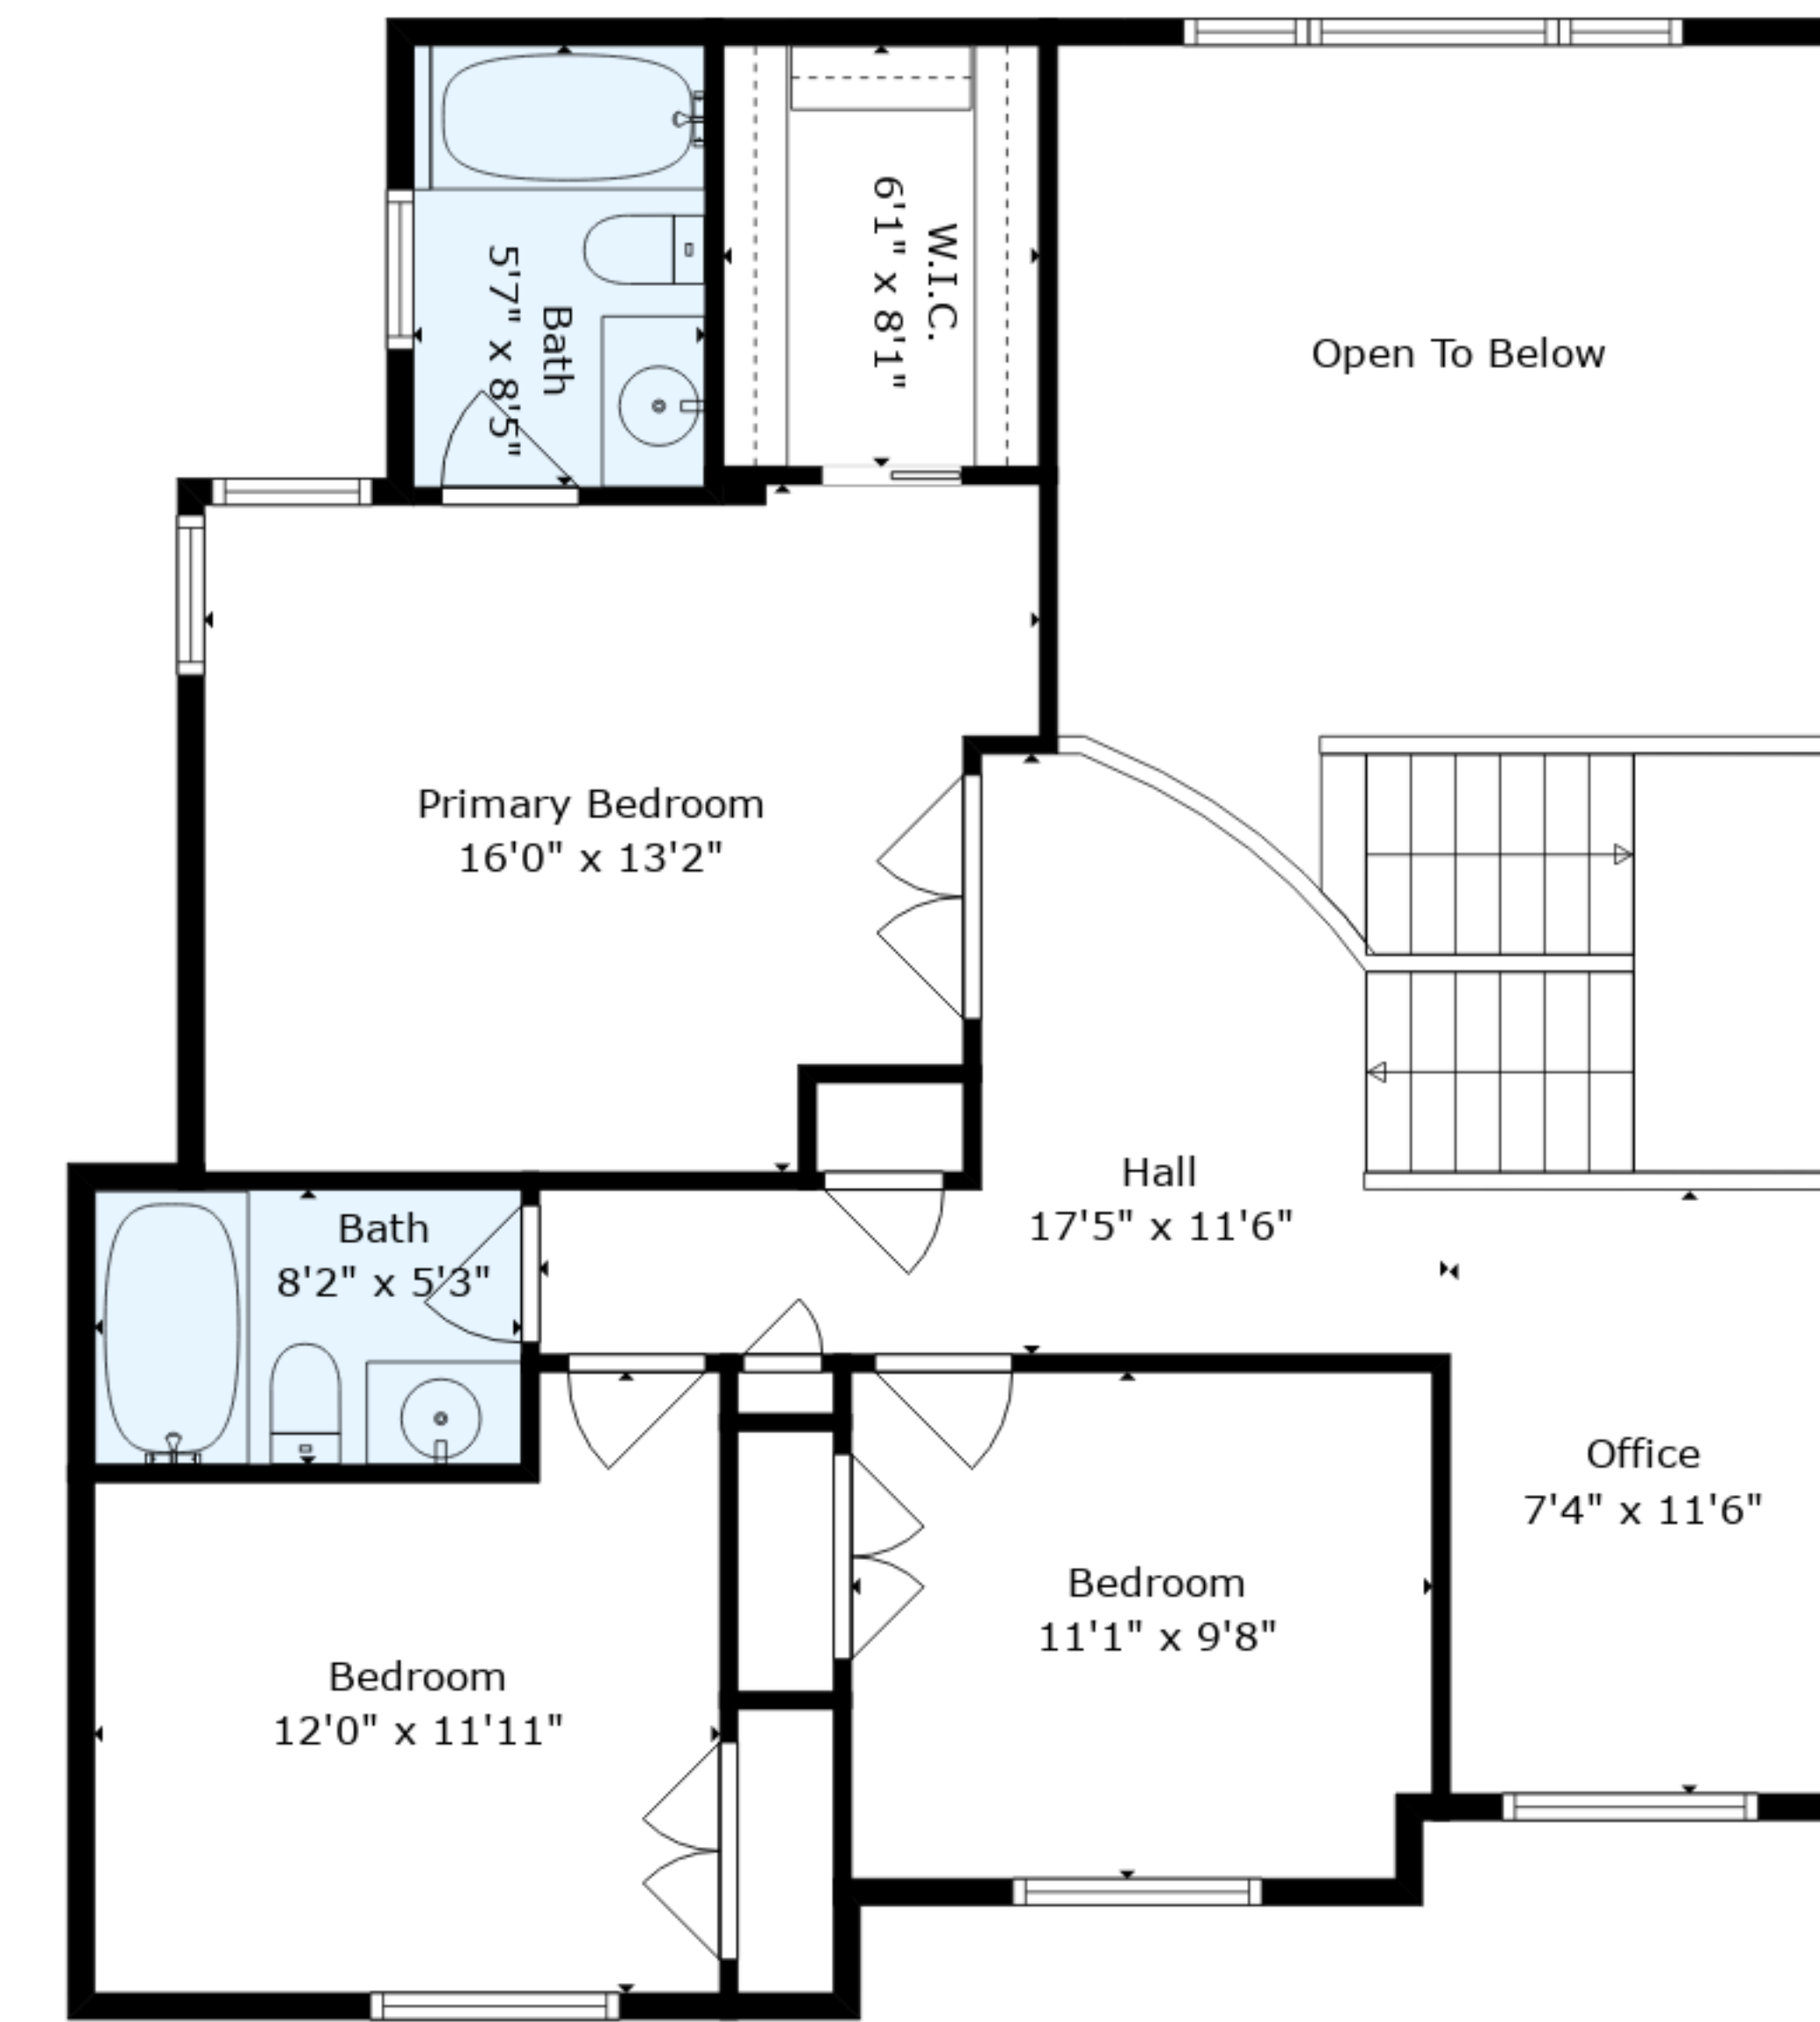 Bath
5'7" x 8'5"
W.I.C.
6'1" x 8'1"
Open To Below
Primary Bedroom
16'0" x 13'2"
Hall
17'5" x 11'6"
Bath
8'2" x 5'3"
Office
7'4" x 11'6"
Bedroom
11'1" x 9'8"
Bedroom
12'0" x 11'11"